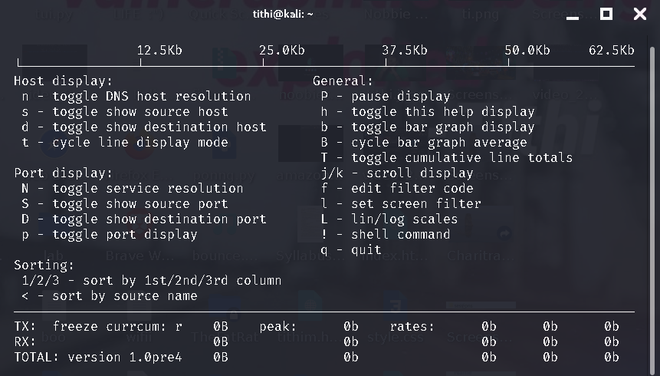 tithi@kali: ~
12.5Kb 25.0Kb 37.5Kb 50.0Kb 62.5Kb
Host display: General:
n - toggle DNS host resolution P - pause display
s - toggle show source host h - toggle this help display
d - toggle show destination host b - toggle bar graph display
t - cycle line display mode B - cycle bar graph average
T - toggle cumulative line totals
Port display: j/k - scroll display
N - toggle service resolution f - edit filter code
S - toggle show source port l - set screen filter
D - toggle show destination port L - lin/log scales
p - toggle port display ! - shell command
q - quit
Sorting:
1/2/3 - sort by 1st/2nd/3rd column
< - sort by source name
TX: freeze currcum: r 0B peak: 0b rates: 0b 0b 0b
RX: 0B 0b 0b 0b 0b
TOTAL: version 1.0pre4 0B 0b 0b 0b 0b